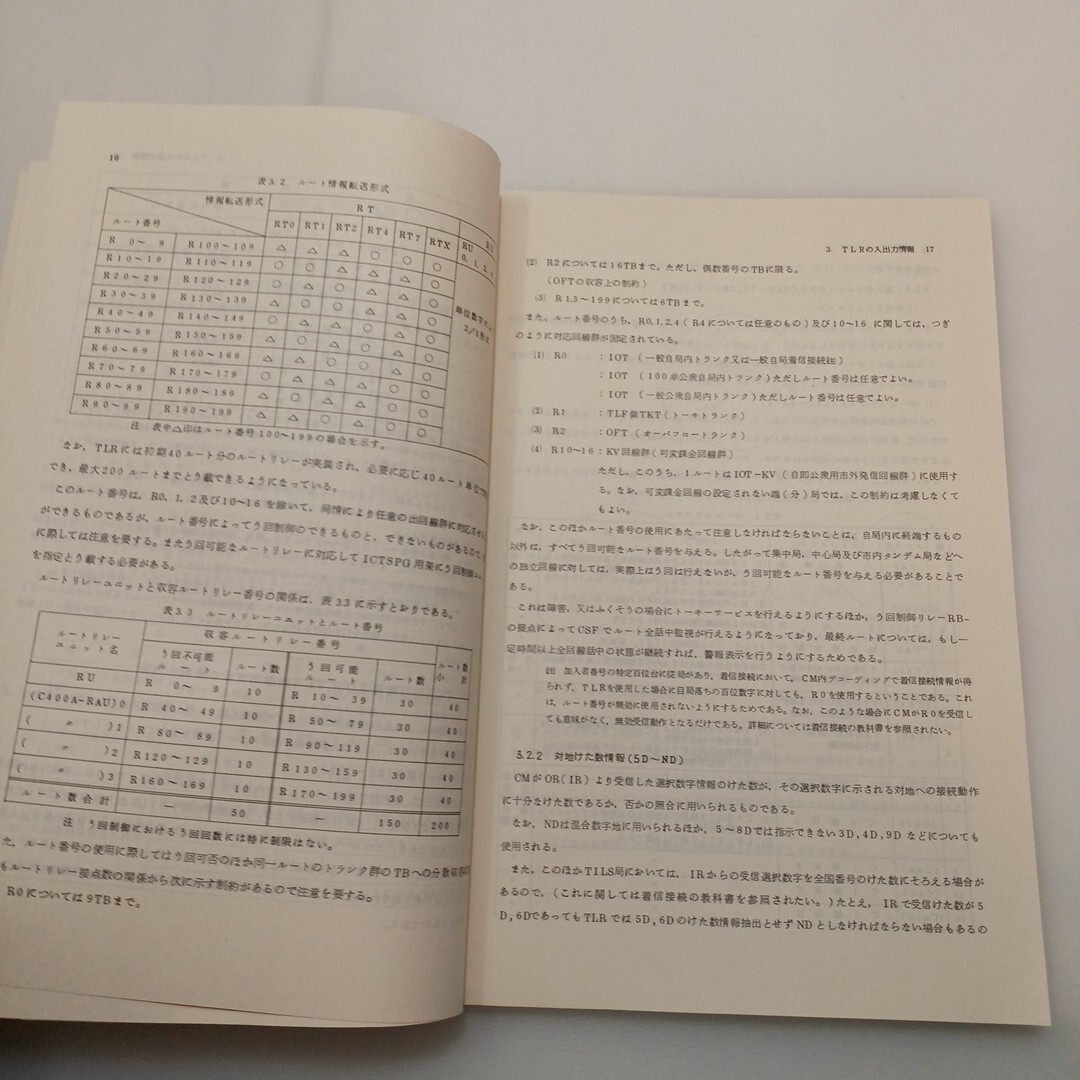 16
表3.2 ルート情報転送形式
情報転送形式 RT
ルート番号 RT0 RT1 RT2 RT4 RT7 RTX RU
0,1,2,4
R 0～9 R100～109 △ △ △ ○ ○ ○
R10～19 R110～119
R20～29 R120～129
R30～39 R130～139
R40～49 R140～149
R50～59 R150～159
R60～69 R160～169
R70～79 R170～179
R80～89 R180～189
R90～99 R190～199
注 表中△印はルート番号100～199の場合を示す。
なお、TLRには初期40ルート分のルートリレーが実装され、必要に応じ40ルート単位で
でき、最大200ルートまでとう載できるようになっている。
このルート番号は、R0,1,2及び10～16を除いて、局情により任意の出回線群に対応させ
ができるものであるが、ルート番号によってう回制御のできるものと、できないものがあるので、
に際しては注意を要する。またう回可能なルートリレーに対応してICTSPG用架にう回制御
を指定とう載する必要がある。
ルートリレーユニットと収容ルートリレー番号の関係は、表3.3に示すとおりである。
表3.3 ルートリレーユニットとルート番号
ルートリレーユニット名 収容ルートリレー番号 ルート数小計
う回不可能ルート ルート数 う回可能ルート ルート数
RU R 0～9 10 R 10～39 30 40
(C400A-RAU)0 R 40～49 10 R 50～79 30 40
( 〃 )1 R 80～89 10 R 90～119 30 40
( 〃 )2 R120～129 10 R130～159 30 40
( 〃 )3 R160～169 10 R170～199 30 40
ルート数合計 － 50 － 150 200
注 う回制御におけるう回回数には特に制限はない。
た、ルート番号の使用に際してはう回可否のほか同一ルートのトランク群のTBへの分散収容
もルートリレー接点数の関係から次に示す制約があるので注意を要する。
R0については9TBまで。
3. TLRの入出力情報 17
(2) R2については16TBまで。ただし、偶数番号のTBに限る。
(OFTの収容上の制約)
(3) R1,3～199については8TBまで。
また、ルート番号のうち、R0,1,2,4(R4については任意のもの)及び10～16に関しては、つぎ
のように対応回線群が固定されている。
(1) R0 :IOT (一般自局内トランク又は一般自局着信接続注)
:IOT (100卓公衆自局内トランク)ただしルート番号は任意でよい。
:IOT (一般公衆自局内トランク)ただしルート番号は任意でよい。
(2) R1 :TLF側TKT(トーキトランク)
(3) R2 :OFT(オーバフロートランク)
(4) R10～16:KV回線群(可変課金回線群)
ただし、このうち、1ルートはIOT－KV(自即公衆用市外発信回線群)に使用す
る。なお、可変課金回線の設定されない端(分)局では、この制約は考慮しなくて
もよい。
なお、このほかルート番号の使用にあたって注意しなければならないことは、自局内に終端するもの
以外は、すべてう回可能なルート番号を与える。したがって集中局、中心局及び市内タンデム局などへ
の独立回線に対しては、実際上はう回は行えないが、う回可能なルート番号を与える必要があることで
ある。
これは障害、又はふくそうの場合にトーキーサービスを行えるようにするほか、う回制御リレーRB-
の接点によってCSFでルート全話中監視が行えるようになっており、最終ルートについては、もし一
定時間以上全回線話中の状態が継続すれば、警報表示を行うようにするためである。
注 加入者番号の特定百位台に従局があり、着信接続において、CM内デコーディングで着信接続情報が得
られず、TLRを使用した場合に自局落ちの百位数字に対しても、R0を使用するということである。これ
は、ルート番号が無効に使用されないようにするためである。なお、このような場合にCMがR0を受信し
ても意味がなく、無効受信動作となるだけである。詳細については着信接続の教科書を参照されたい。
3.2.2 対地けた数情報(5D～ND)
CMがOR(IR)より受信した選択数字情報のけた数が、その選択数字に示される対地への接続動作
に十分なけた数であるか、否かの照合に用いられるものである。
なお、NDは混合数字地に用いられるほか、5～8Dでは指示できない3D,4D,9Dなどについても
使用される。
また、このほかTILS局においては、IRからの受信選択数字を全国番号のけた数にそろえる場合が
あるので、(これに関しては着信接続の教科書を参照されたい。)たとえ、IRで受信けた数が5
D,6DであってもTLRでは5D,6Dのけた数情報抽出とせずNDとしなければならない場合もあるの